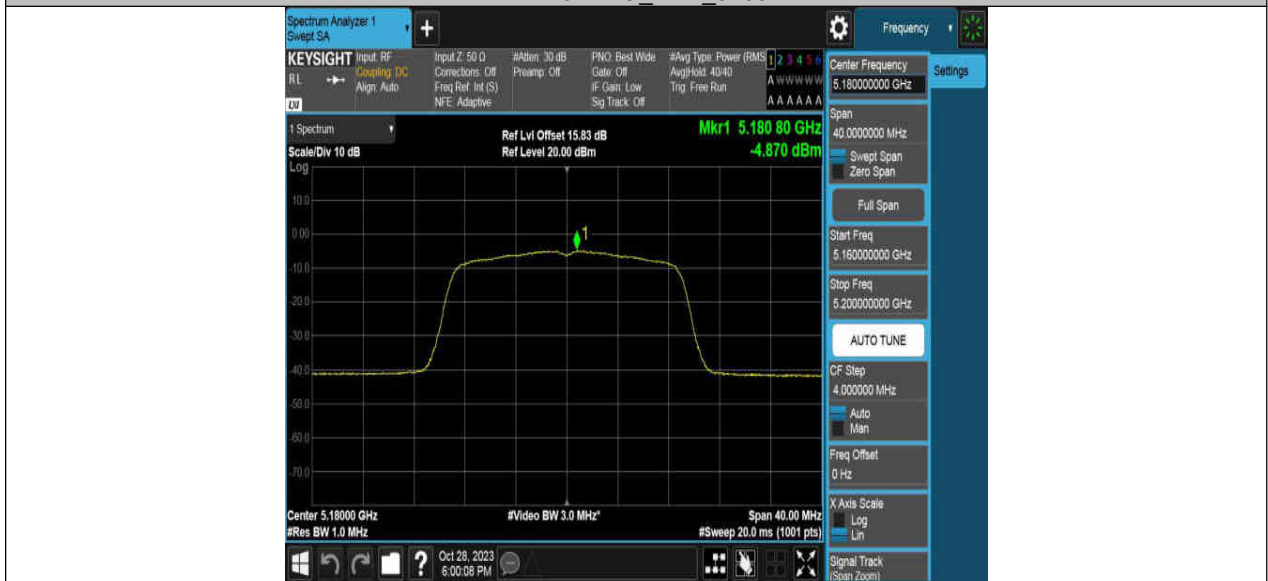 Spectrum Analyzer 1
Swept SA
+
Frequency
KEYSIGHT
RL
LXI
Input: RF
Coupling: DC
Align: Auto
Input Z: 50 Ω
Corrections: Off
Freq Ref: Int (S)
NFE: Adaptive
#Atten: 30 dB
Preamp: Off
PNO: Best Wide
Gate: Off
IF Gain: Low
Sig Track: Off
#Avg Type: Power (RMS
Avg|Hold: 40/40
Trig: Free Run
1 2 3 4 5 6
A W W W W W
A A A A A A
Center Frequency
5.180000000 GHz
Settings
Span
40.0000000 MHz
Swept Span
Zero Span
Full Span
Start Freq
5.160000000 GHz
Stop Freq
5.200000000 GHz
AUTO TUNE
CF Step
4.000000 MHz
Auto
Man
Freq Offset
0 Hz
X Axis Scale
Log
Lin
Signal Track
(Span Zoom)
1 Spectrum
Scale/Div 10 dB
Log
Ref Lvl Offset 15.83 dB
Ref Level 20.00 dBm
Mkr1 5.180 80 GHz
-4.870 dBm
10.0
0.00
-10.0
-20.0
-30.0
-40.0
-50.0
-60.0
-70.0
1
Center 5.18000 GHz
#Res BW 1.0 MHz
#Video BW 3.0 MHz*
Span 40.00 MHz
#Sweep 20.0 ms (1001 pts)
?
Oct 28, 2023
6:00:08 PM